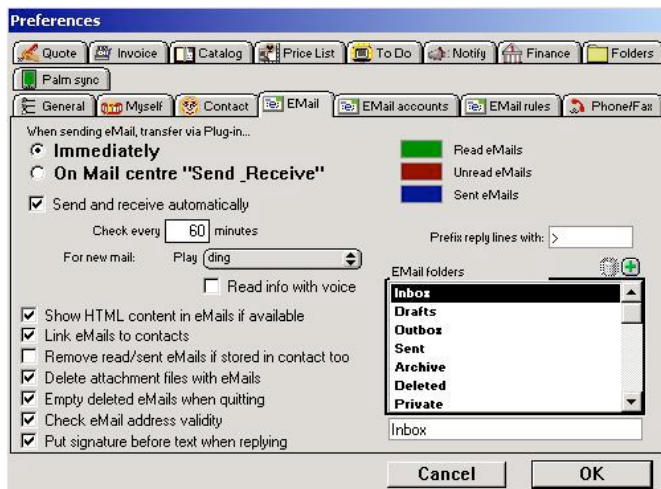 Preferences
Quote Invoice Catalog Price List To Do Notify Finance Folders
Palm sync
General Myself Contact EMail EMail accounts EMail rules Phone/Fax
When sending eMail, transfer via Plug-in...
Immediately
On Mail centre "Send _Receive"
Read eMails
Unread eMails
Sent eMails
Send and receive automatically
Check every 60 minutes
Prefix reply lines with: >
For new mail: Play ding
Read info with voice
EMail folders
Inbox
Drafts
Outbox
Sent
Archive
Deleted
Private
Inbox
Show HTML content in eMails if available
Link eMails to contacts
Remove read/sent eMails if stored in contact too
Delete attachment files with eMails
Empty deleted eMails when quitting
Check eMail address validity
Put signature before text when replying
Cancel OK